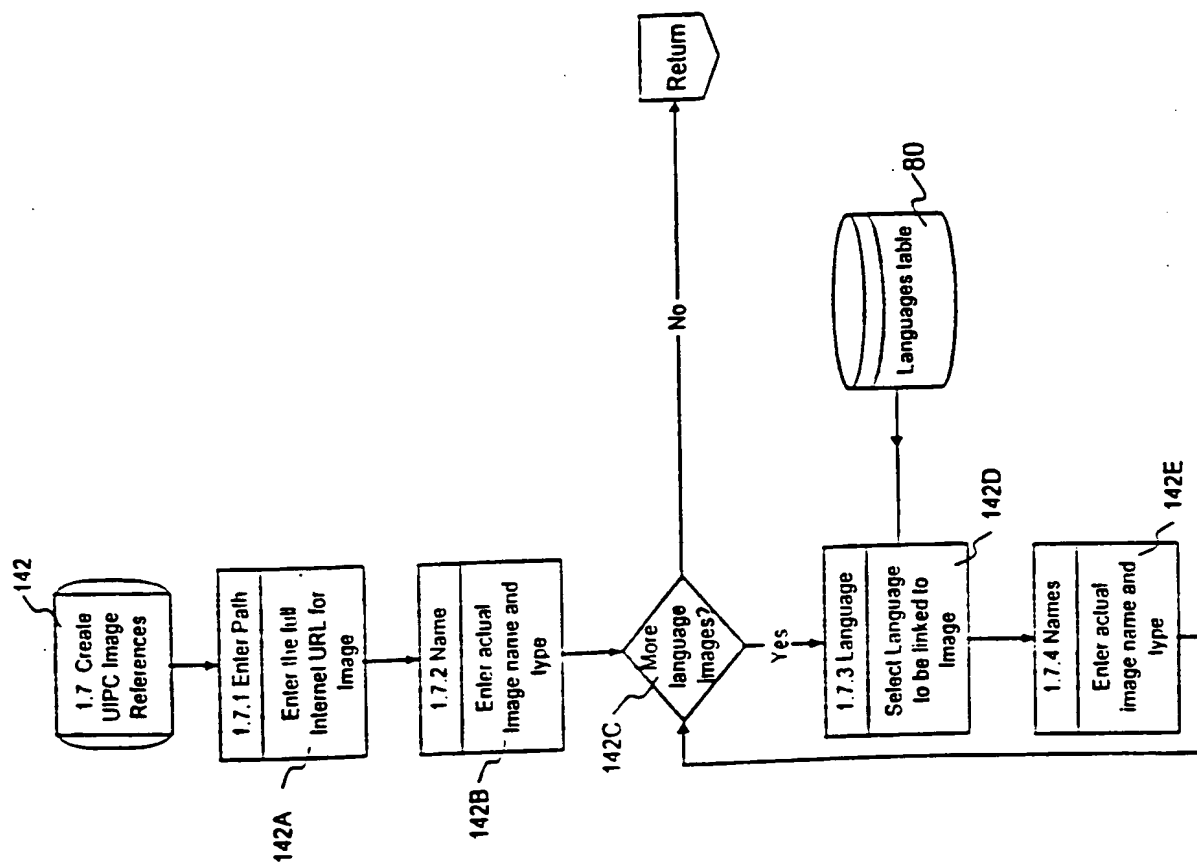 142
1.7 Create
UIPC Image
References
1.7.1 Enter Path
Enter the full
Internet URL for
Image
142A
1.7.2 Name
Enter actual
Image name and
type
142B
142C
More
language
images?
No
Return
Yes
1.7.3 Language
Select Language
to be linked to
Image
142D
Languages table
80
1.7.4 Names
Enter actual
image name and
type
142E